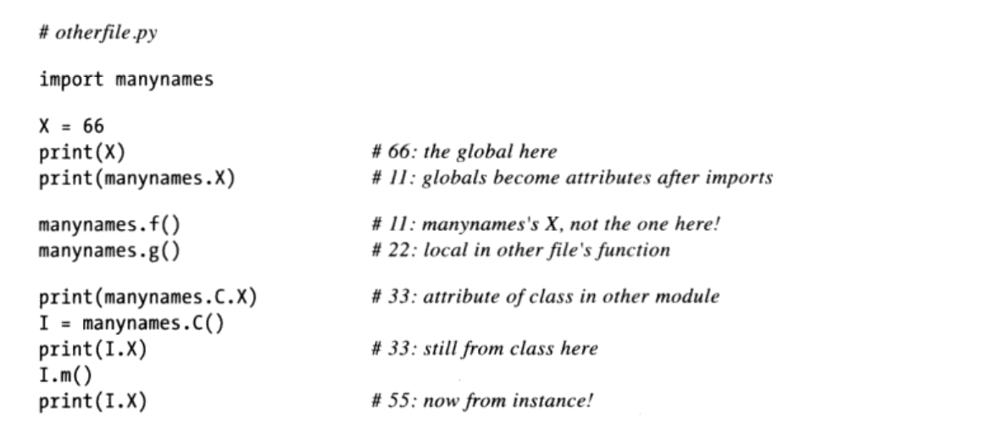 # otherfile.py
import manynames
X = 66
print(X) # 66: the global here
print(manynames.X) # 11: globals become attributes after imports
manynames.f() # 11: manynames's X, not the one here!
manynames.g() # 22: local in other file's function
print(manynames.C.X) # 33: attribute of class in other module
I = manynames.C()
print(I.X) # 33: still from class here
I.m()
print(I.X) # 55: now from instance!